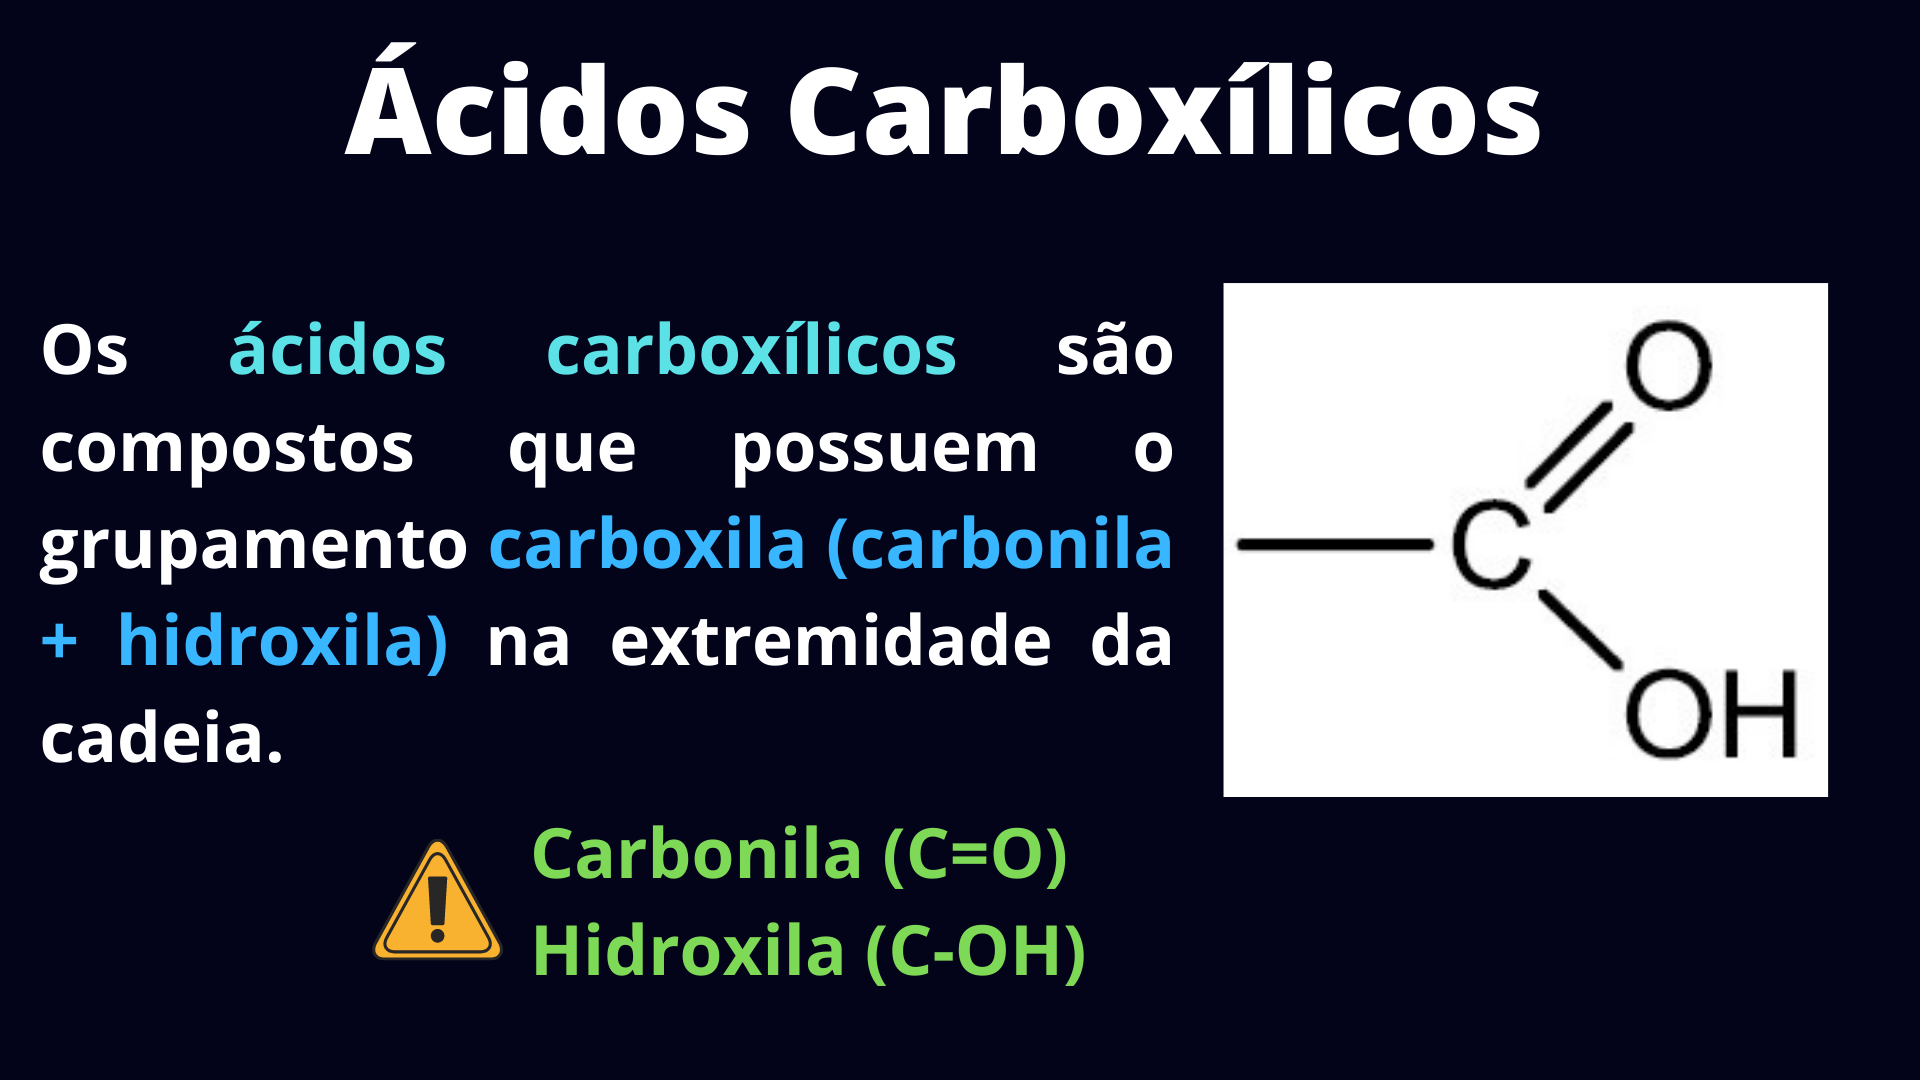 Ácidos Carboxílicos
Os ácidos carboxílicos são
compostos que possuem o
grupamento carboxila (carbonila
+ hidroxila) na extremidade da
cadeia.
O
C
OH
Carbonila (C=O)
Hidroxila (C-OH)